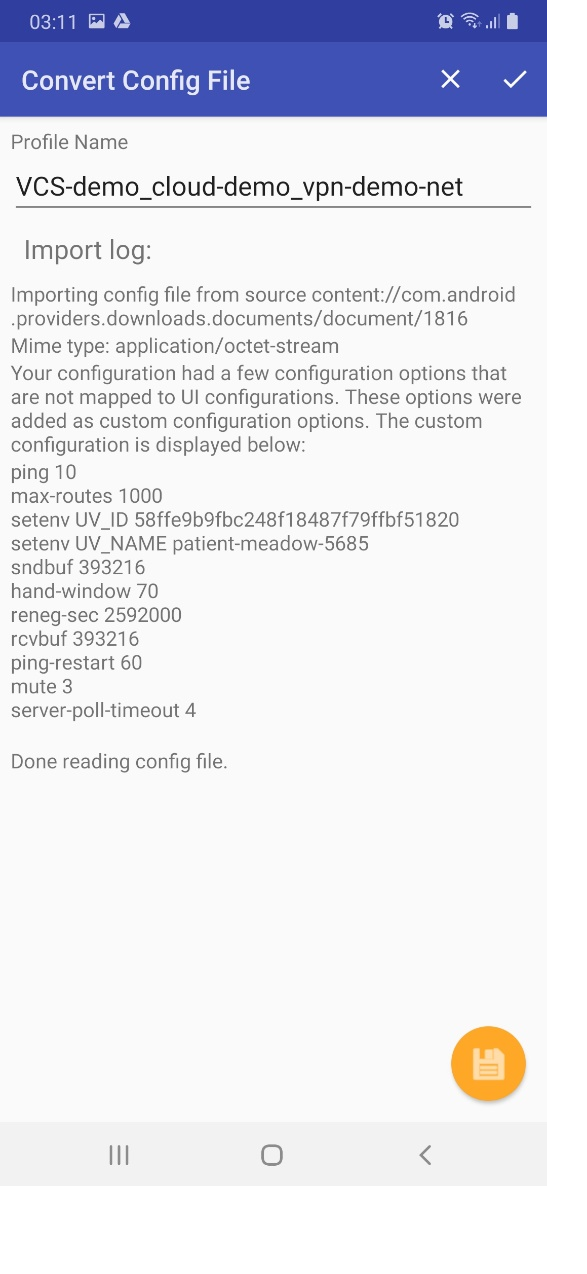 03:11
Convert Config File
Profile Name
VCS-demo_cloud-demo_vpn-demo-net
Import log:
Importing config file from source content://com.android
.providers.downloads.documents/document/1816
Mime type: application/octet-stream
Your configuration had a few configuration options that
are not mapped to UI configurations. These options were
added as custom configuration options. The custom
configuration is displayed below:
ping 10
max-routes 1000
setenv UV_ID 58ffe9b9fbc248f18487f79ffbf51820
setenv UV_NAME patient-meadow-5685
sndbuf 393216
hand-window 70
reneg-sec 2592000
rcvbuf 393216
ping-restart 60
mute 3
server-poll-timeout 4
Done reading config file.